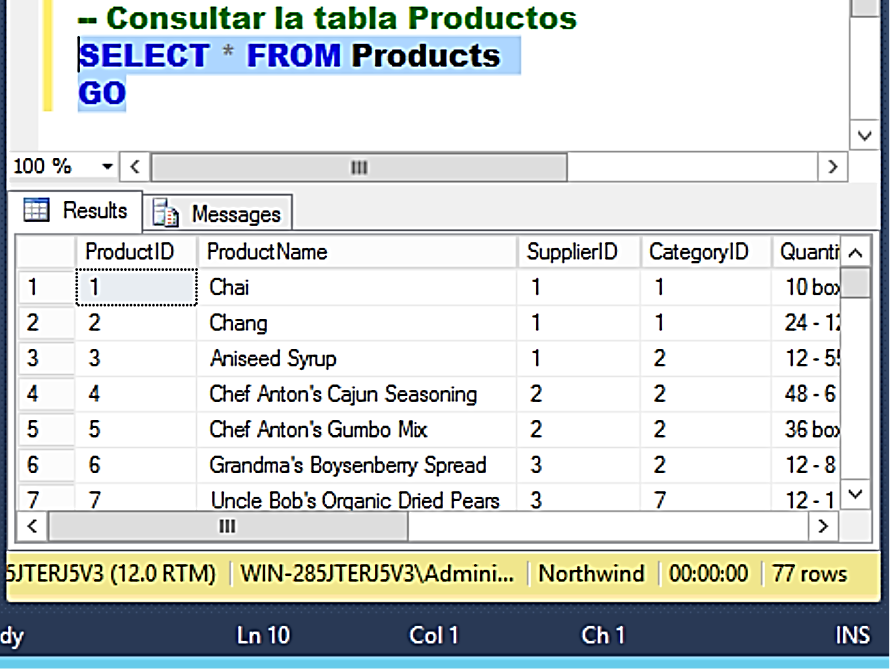 -- Consultar la tabla Productos
SELECT * FROM Products
GO
100 %
Results Messages
ProductID ProductName SupplierID CategoryID Quanti
1 1 Chai 1 1 10 box
2 2 Chang 1 1 24 - 12
3 3 Aniseed Syrup 1 2 12 - 55
4 4 Chef Anton's Cajun Seasoning 2 2 48 - 6
5 5 Chef Anton's Gumbo Mix 2 2 36 box
6 6 Grandma's Boysenberry Spread 3 2 12 - 8
7 7 Uncle Bob's Organic Dried Pears 3 7 12 - 1
5JTERJ5V3 (12.0 RTM) WIN-285JTERJ5V3\Admini... Northwind 00:00:00 77 rows
dy Ln 10 Col 1 Ch 1 INS